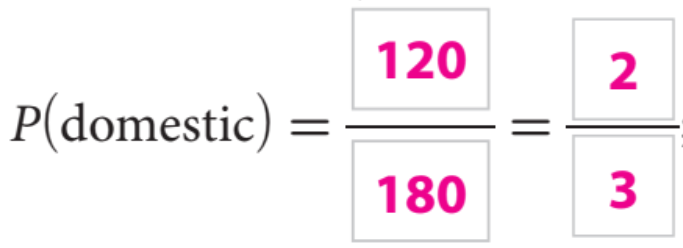 P(domestic) = 120/180 = 2/3;